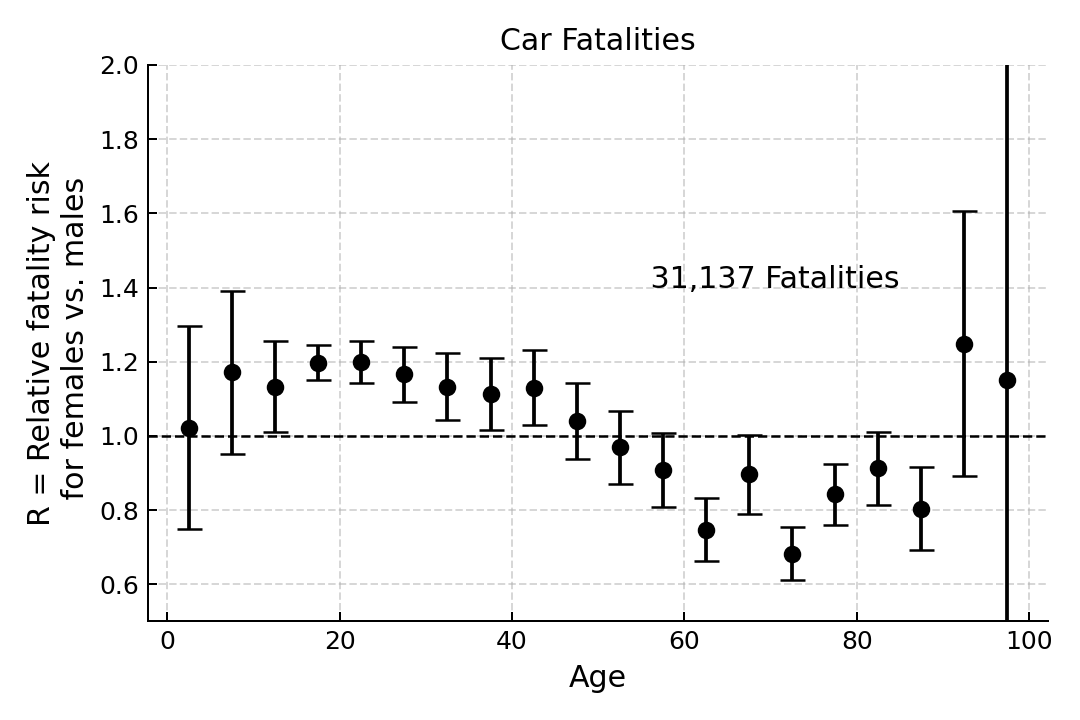 Car Fatalities
R = Relative fatality risk
for females vs. males
2.0
1.8
1.6
1.4
1.2
1.0
0.8
0.6
31,137 Fatalities
0 20 40 60 80 100
Age